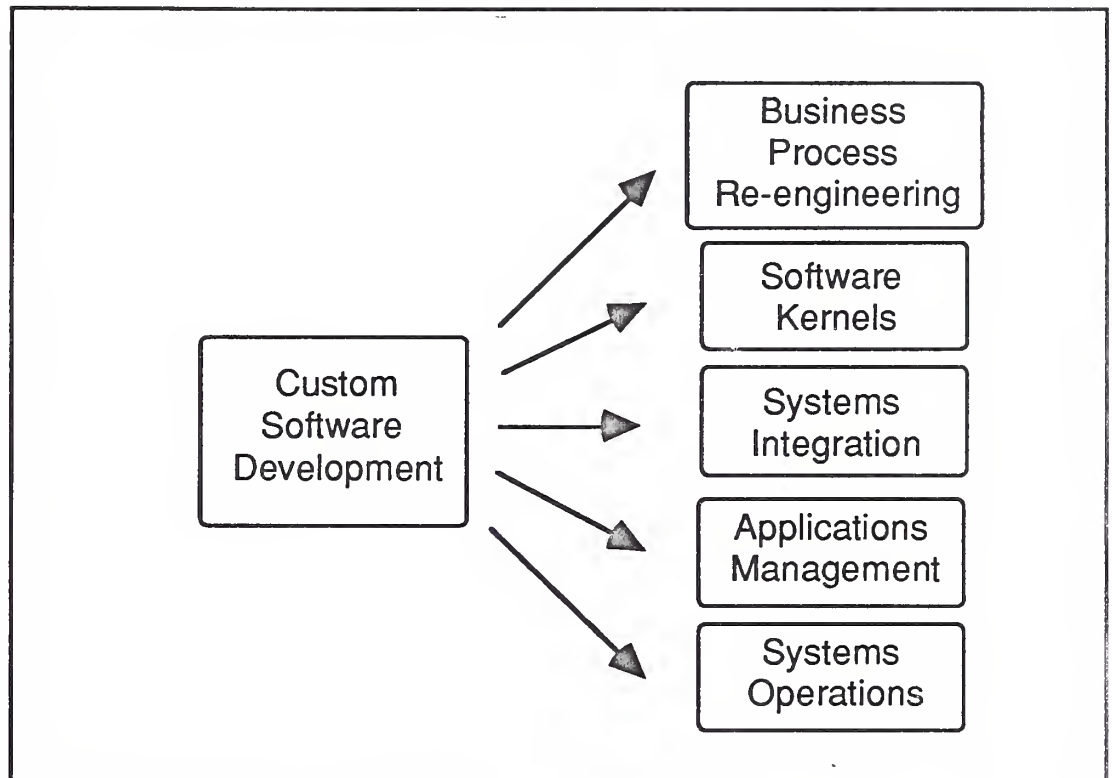 Custom
Software
Development
Business
Process
Re-engineering
Software
Kernels
Systems
Integration
Applications
Management
Systems
Operations